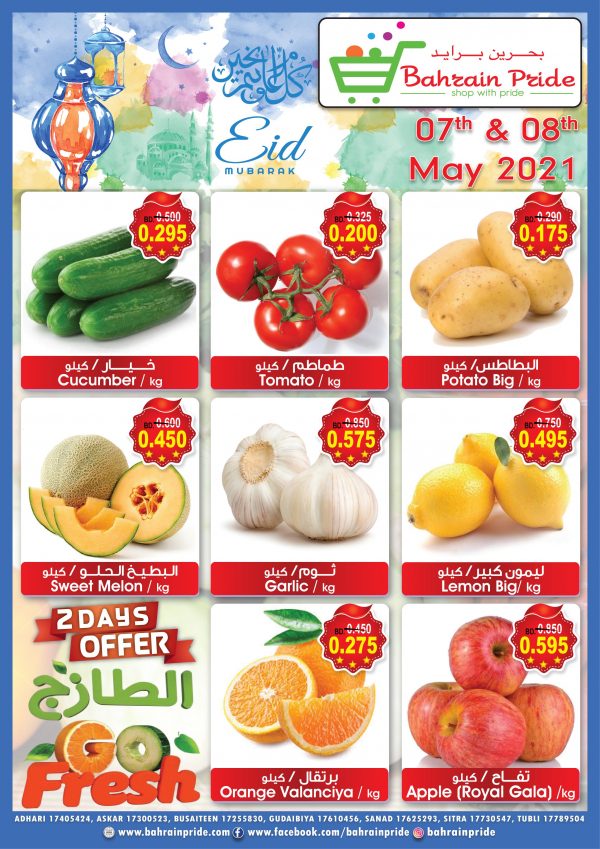 كل عام وانتم بخير
Eid
MUBARAK
بحرين برايد
Bahrain Pride
shop with pride
07th & 08th
May 2021
BD 0.500
0.295
خيار / كيلو
Cucumber / kg
BD 0.325
0.200
طماطم / كيلو
Tomato / kg
BD 0.290
0.175
البطاطس / كيلو
Potato Big / kg
BD 0.600
0.450
البطيخ الحلو / كيلو
Sweet Melon / kg
BD 0.850
0.575
ثوم / كيلو
Garlic / kg
BD 0.750
0.495
ليمون كبير / كيلو
Lemon Big / kg
2 DAYS
OFFER
الطازج
GO
Fresh
BD 0.450
0.275
برتقال / كيلو
Orange Valanciya / kg
BD 0.850
0.595
تفاح / كيلو
Apple (Royal Gala) / kg
ADHARI 17405424, ASKAR 17300523, BUSAITEEN 17255830, GUDAIBIYA 17610456, SANAD 17625293, SITRA 17730547, TUBLI 17789504
www.bahrainpride.com www.facebook.com/bahrainpride bahrainpride